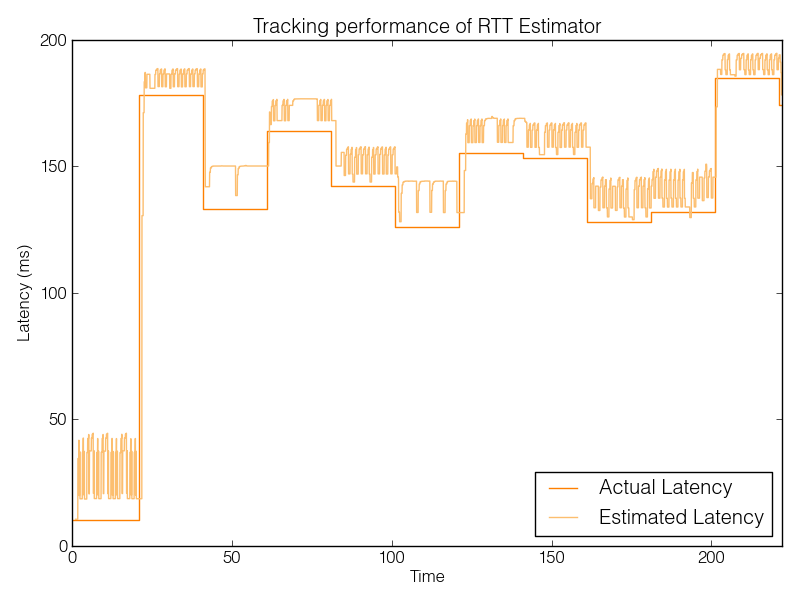 Tracking performance of RTT Estimator
200
150
100
50
0
Latency (ms)
0 50 100 150 200
Time
Actual Latency
Estimated Latency